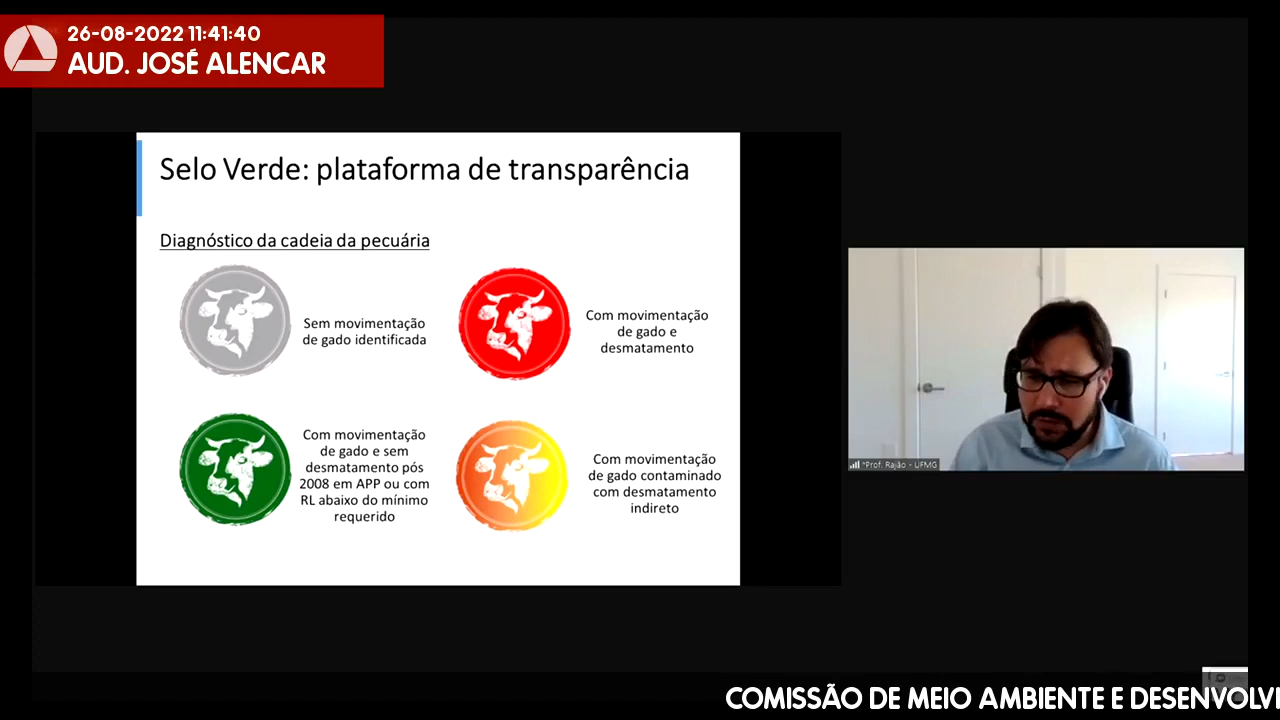 26-08-2022 11:41:40
AUD. JOSÉ ALENCAR
Selo Verde: plataforma de transparência
Diagnóstico da cadeia da pecuária
Sem movimentação
de gado identificada
Com movimentação
de gado e
desmatamento
Com movimentação
de gado e sem
desmatamento pós
2008 em APP ou com
RL abaixo do mínimo
requerido
Com movimentação
de gado contaminado
com desmatamento
indireto
*Prof. Rajão - UFMG
COMISSÃO DE MEIO AMBIENTE E DESENVOLVI